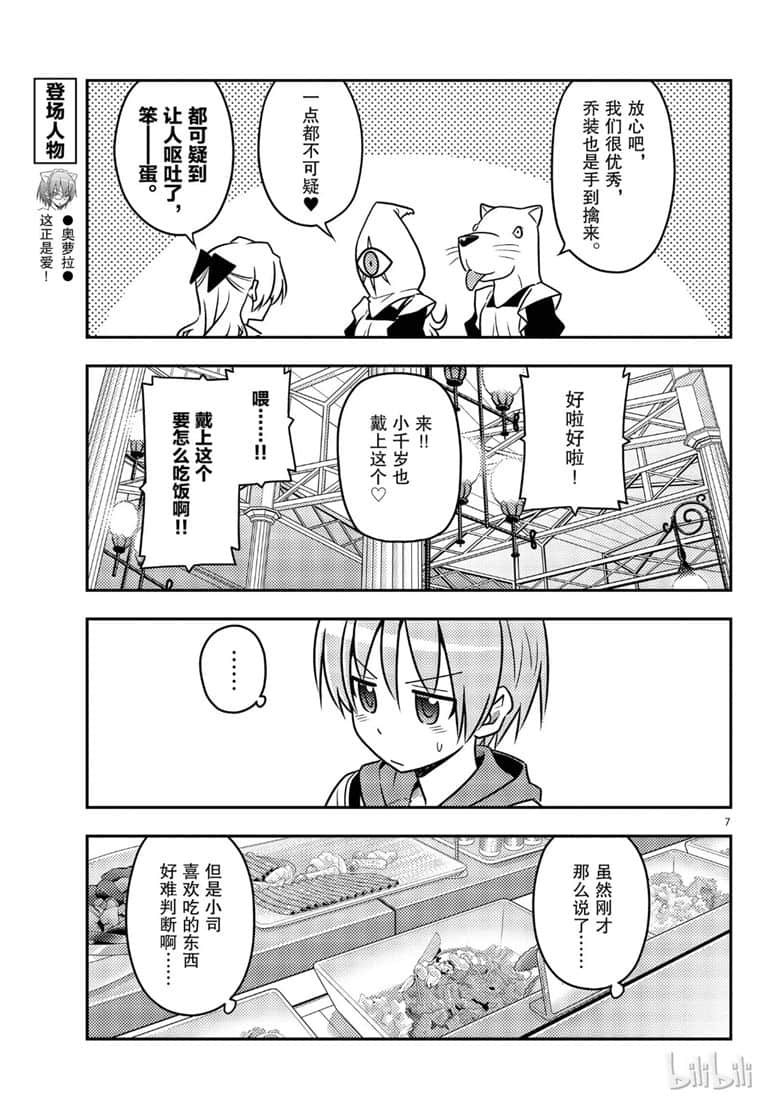 登场人物
●奥萝拉●
这正是爱！
放心吧，
我们很优秀，
乔装也是手到
擒来。
一点都不可疑
♥
都可疑到
让人呕吐了，
笨——蛋。
好啦好啦！
来!!
小千岁也
戴上这个
♡
喂……!!
戴上这个
要怎么吃饭啊!!
……
7
虽然刚才
那么说了……
但是小司
喜欢吃的东西
好难判断啊……
bilibili